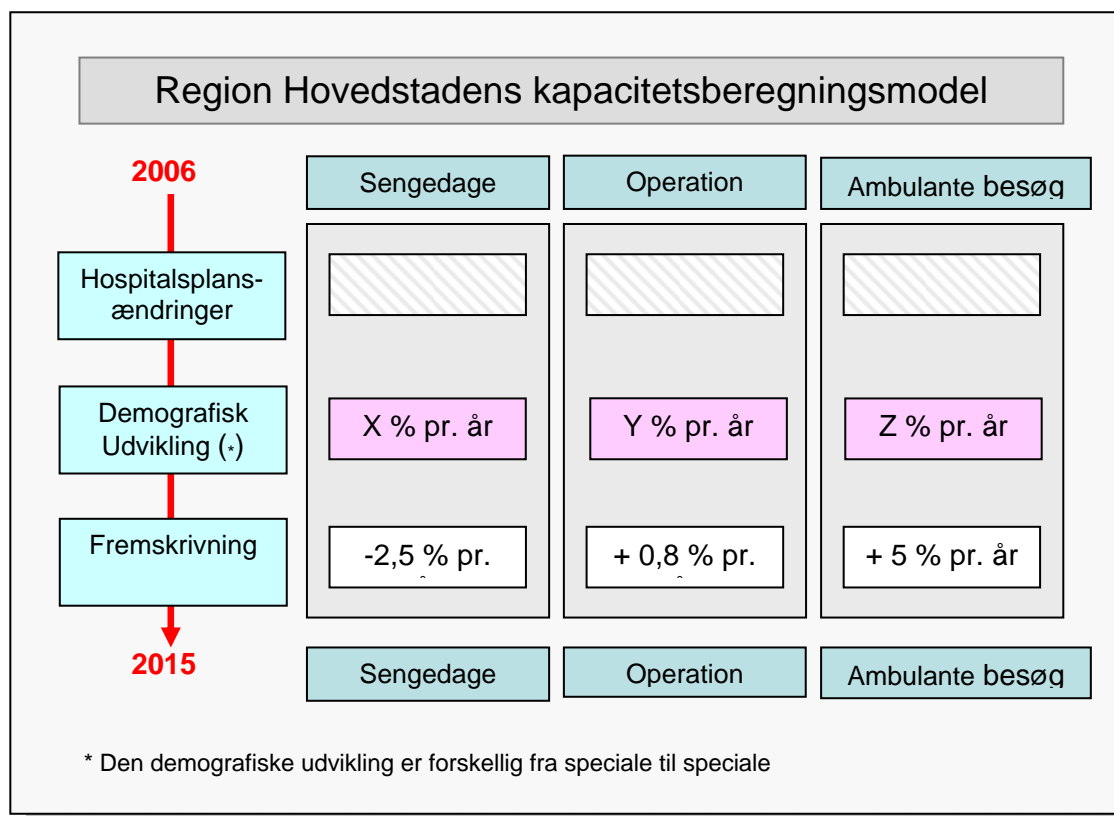 Region Hovedstadens kapacitetsberegningsmodel
2006
Sengedage
Operation
Ambulante besøg
Hospitalsplans-
ændringer
Demografisk
Udvikling (*)
X % pr. år
Y % pr. år
Z % pr. år
Fremskrivning
-2,5 % pr.
+ 0,8 % pr.
+ 5 % pr. år
2015
Sengedage
Operation
Ambulante besøg
* Den demografiske udvikling er forskellig fra speciale til speciale